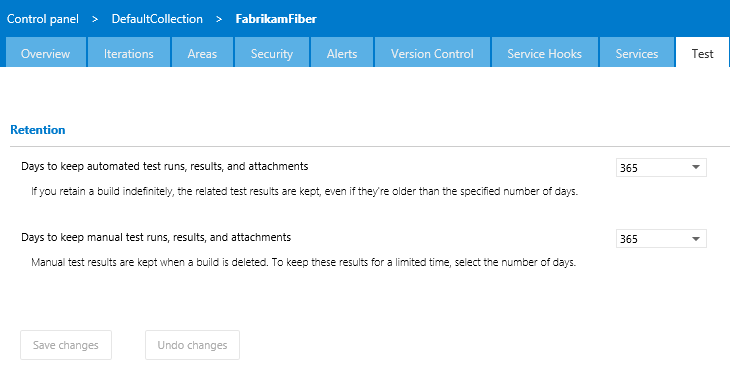 Control panel > DefaultCollection > FabrikamFiber
Overview Iterations Areas Security Alerts Version Control Service Hooks Services Test
Retention
Days to keep automated test runs, results, and attachments 365
If you retain a build indefinitely, the related test results are kept, even if they're older than the specified number of days.
Days to keep manual test runs, results, and attachments 365
Manual test results are kept when a build is deleted. To keep these results for a limited time, select the number of days.
Save changes Undo changes